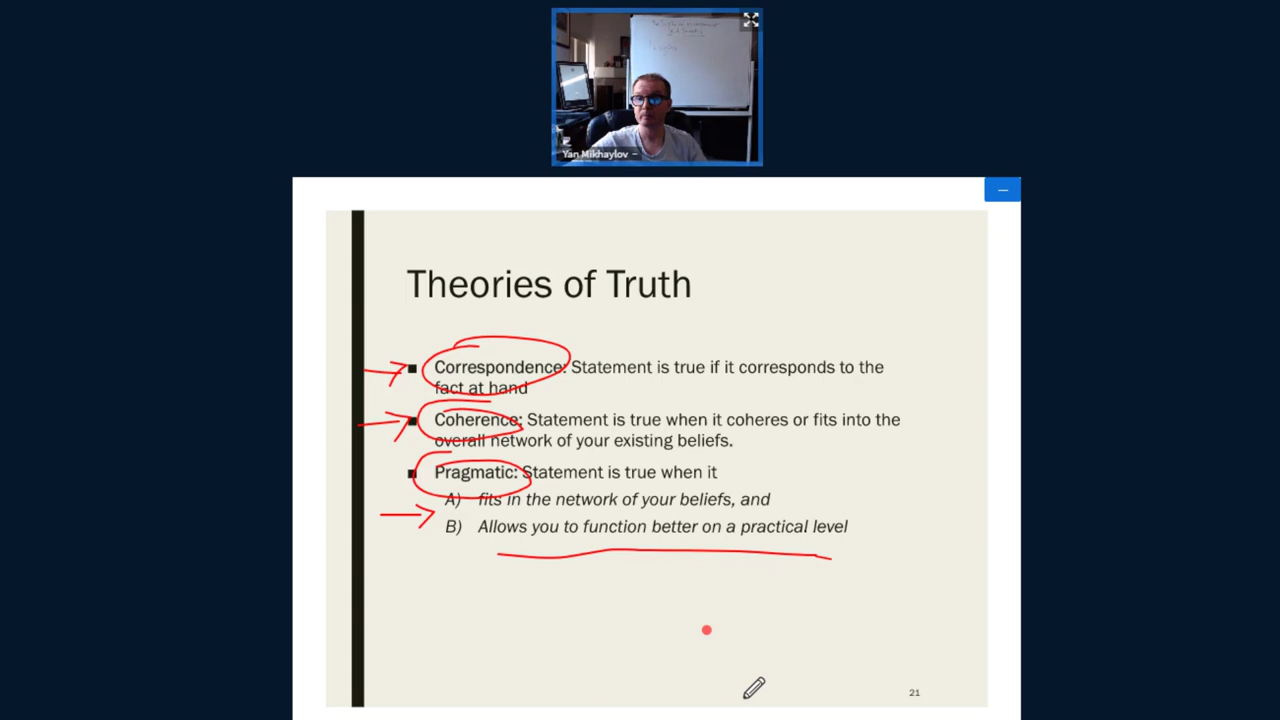 Yan Mikhaylov
Theories of Truth
Correspondence: Statement is true if it corresponds to the
fact at hand
Coherence: Statement is true when it coheres or fits into the
overall network of your existing beliefs.
Pragmatic: Statement is true when it
A) fits in the network of your beliefs, and
B) Allows you to function better on a practical level
21